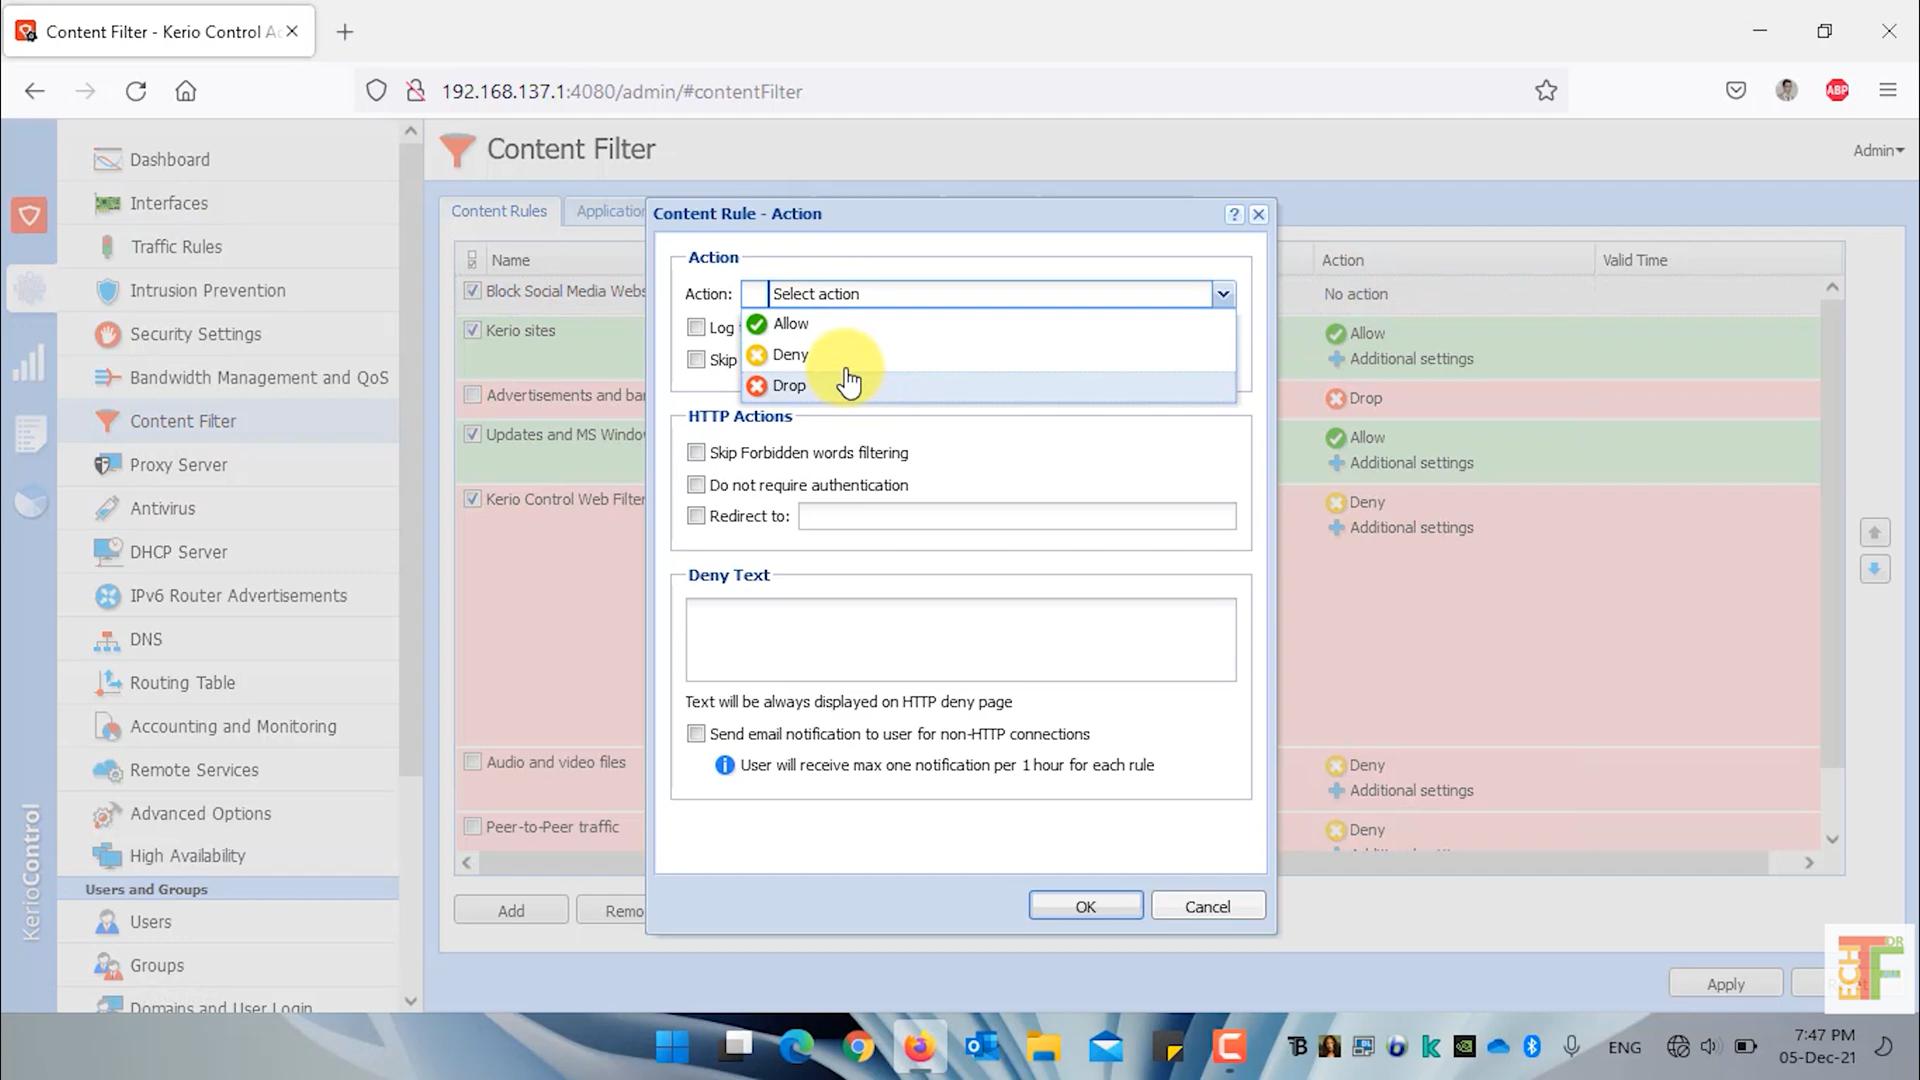 Content Filter - Kerio Control Ac
192.168.137.1:4080/admin/#contentFilter
ABP
Dashboard
Interfaces
Traffic Rules
Intrusion Prevention
Security Settings
Bandwidth Management and QoS
Content Filter
Proxy Server
Antivirus
DHCP Server
IPv6 Router Advertisements
DNS
Routing Table
Accounting and Monitoring
Remote Services
Advanced Options
High Availability
Users and Groups
Users
Groups
Domains and User Login
KerioControl
Content Filter
Admin
Content Rules
Application
Name
Action
Valid Time
Block Social Media Webs
No action
Kerio sites
Allow
Additional settings
Advertisements and bar
Drop
Updates and MS Window
Allow
Additional settings
Kerio Control Web Filter
Deny
Additional settings
Audio and video files
Deny
Additional settings
Peer-to-Peer traffic
Deny
Add
Remo
Apply
Content Rule - Action
?
Action
Action:
Select action
Allow
Deny
Drop
Log
Skip
HTTP Actions
Skip Forbidden words filtering
Do not require authentication
Redirect to:
Deny Text
Text will be always displayed on HTTP deny page
Send email notification to user for non-HTTP connections
User will receive max one notification per 1 hour for each rule
OK
Cancel
ECH
T
DR
F
ENG
7:47 PM
05-Dec-21